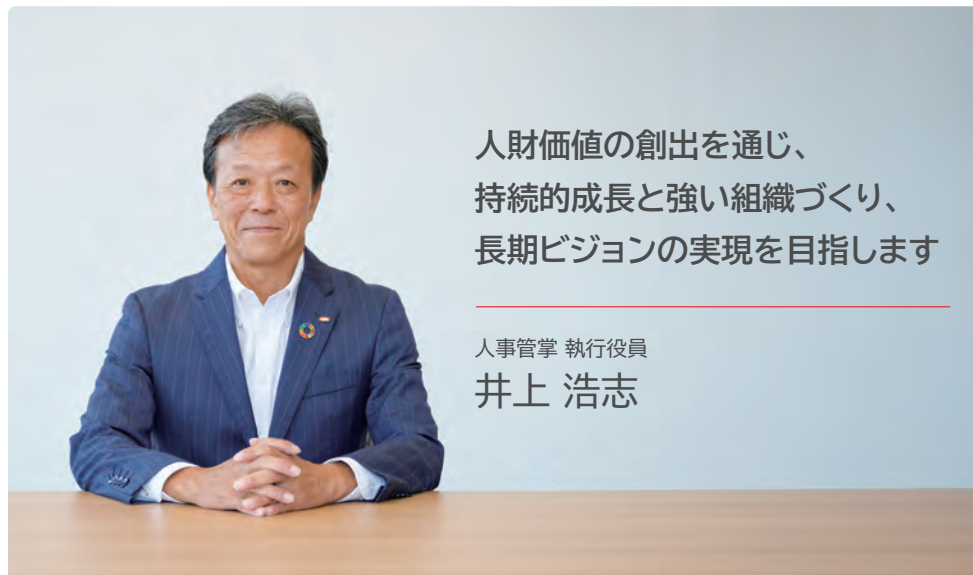 人財価値の創出を通じ、
持続的成長と強い組織づくり、
長期ビジョンの実現を目指します
人事管掌 執行役員
井上 浩志